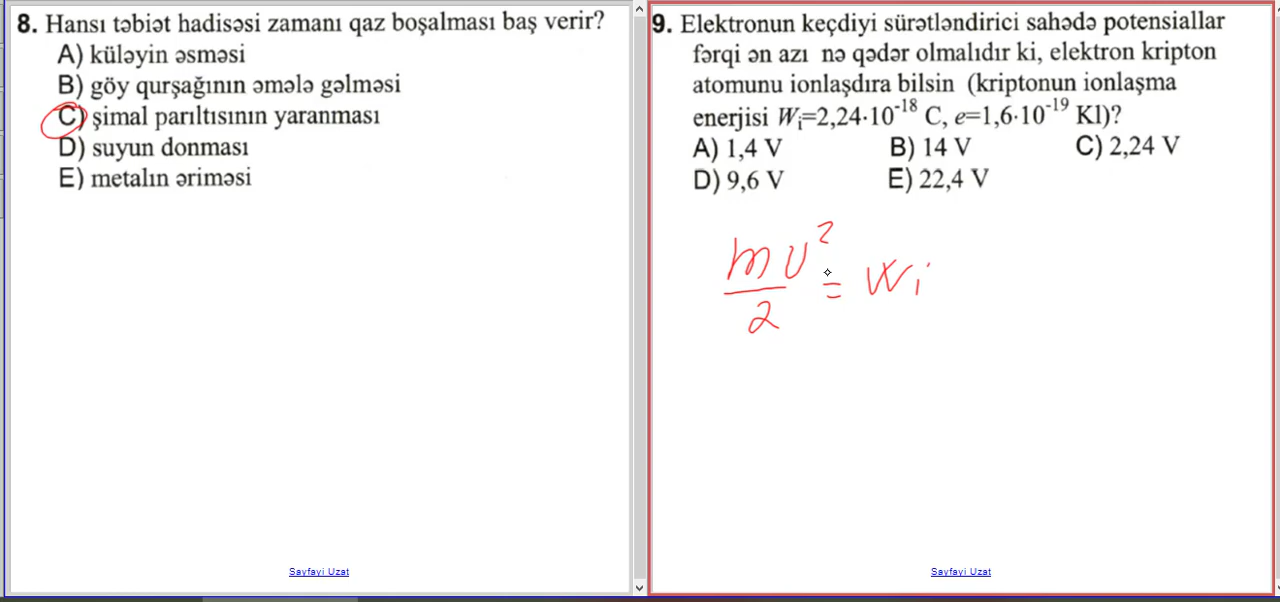 8. Hansı təbiət hadisəsi zamanı qaz boşalması baş verir?
A) küləyin əsməsi
B) göy qurşağının əmələ gəlməsi
C) şimal parıltısının yaranması
D) suyun donması
E) metalın əriməsi
Sayfayi Uzat
9. Elektronun keçdiyi sürətləndirici sahədə potensiallar
fərqi ən azı nə qədər olmalıdır ki, elektron kripton
atomunu ionlaşdıra bilsin (kriptonun ionlaşma
enerjisi Wᵢ=2,24·10⁻¹⁸ C, e=1,6·10⁻¹⁹ Kl)?
A) 1,4 V B) 14 V C) 2,24 V
D) 9,6 V E) 22,4 V
mυ²/2 = Wi
Sayfayi Uzat